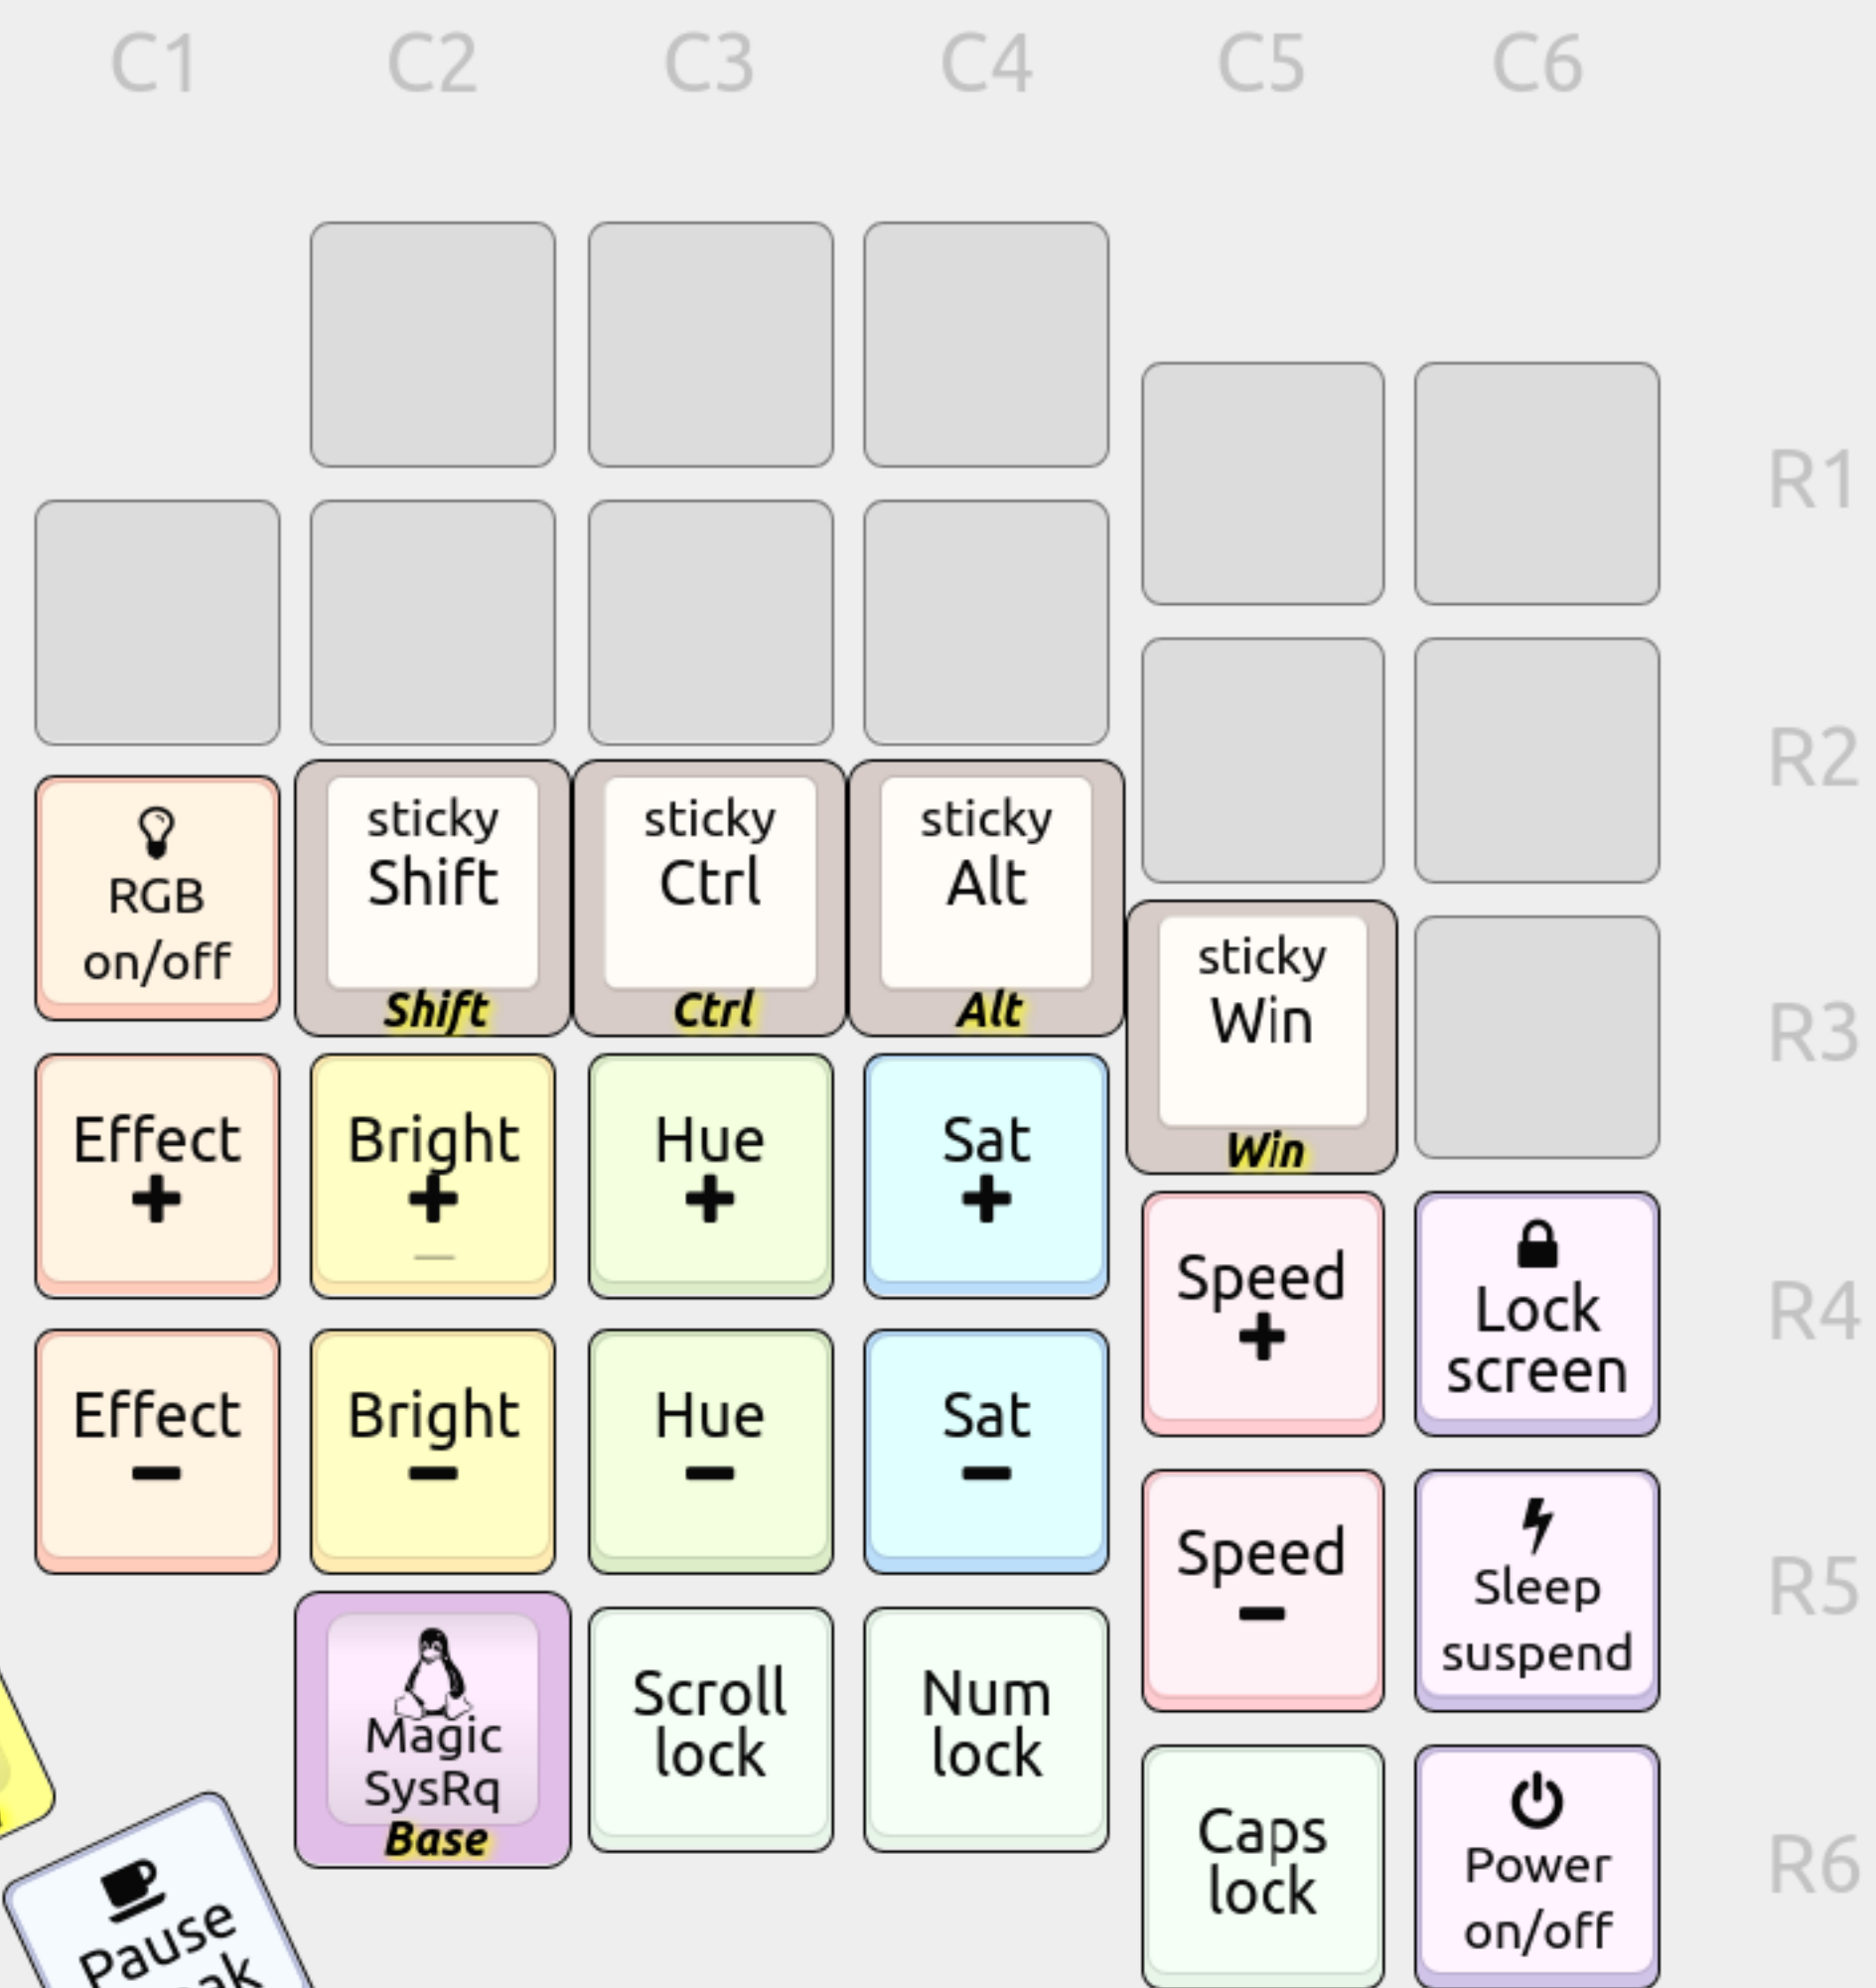 C1 C2 C3 C4 C5 C6
R1
R2
RGB
on/off
sticky
Shift
Shift
sticky
Ctrl
Ctrl
sticky
Alt
Alt
sticky
Win
Win
R3
Effect
+
Bright
+
_
Hue
+
Sat
+
Speed
+
Lock
screen
R4
Effect
-
Bright
-
Hue
-
Sat
-
Speed
-
Sleep
suspend
R5
Magic
SysRq
Base
Scroll
lock
Num
lock
Caps
lock
Power
on/off
R6
Pause